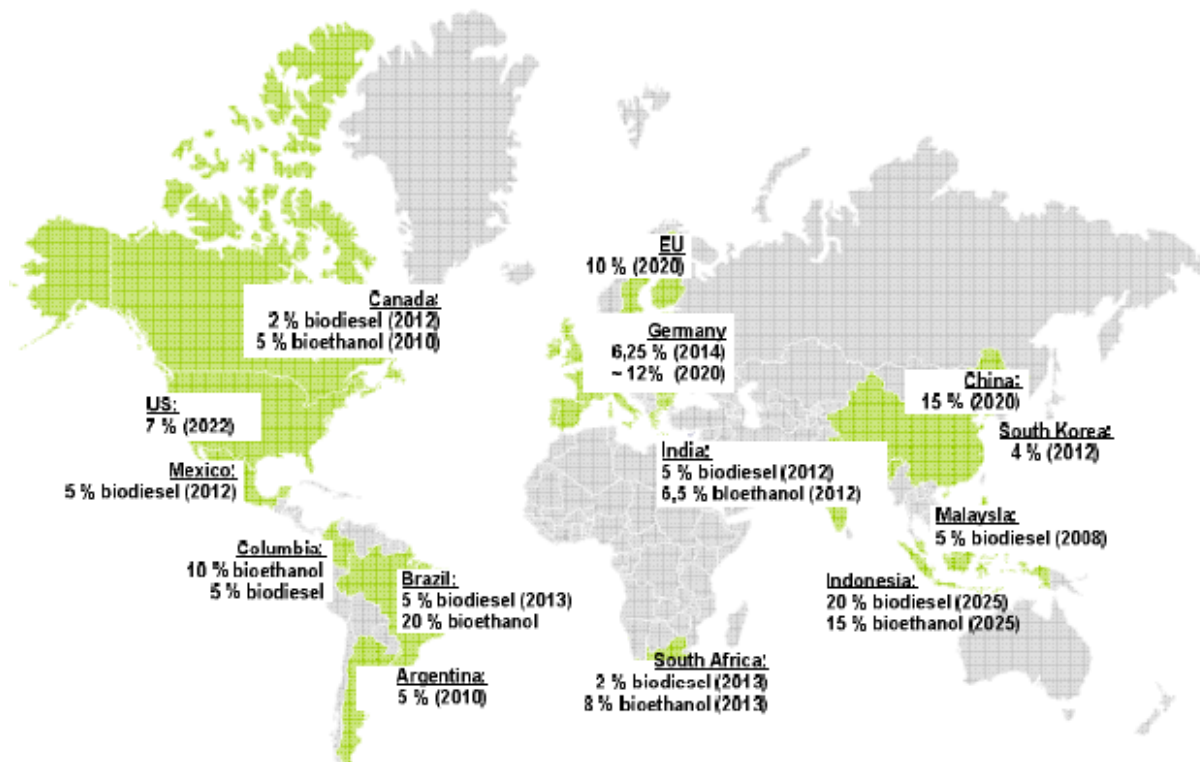 EU
10 % (2020)
Canada:
2 % biodiesel (2012)
5 % bioethanol (2010)
Germany
6,25 % (2014)
~ 12% (2020)
China:
15 % (2020)
US:
7 % (2022)
South Korea:
4 % (2012)
India:
5 % biodiesel (2012)
6,5 % bioethanol (2012)
Mexico:
5 % biodiesel (2012)
Malaysia:
5 % biodiesel (2008)
Columbia:
10 % bioethanol
5 % biodiesel
Brazil:
5 % biodiesel (2013)
20 % bioethanol
Indonesia:
20 % biodiesel (2025)
15 % bioethanol (2025)
South Africa:
2 % biodiesel (2013)
8 % bioethanol (2013)
Argentina:
5 % (2010)